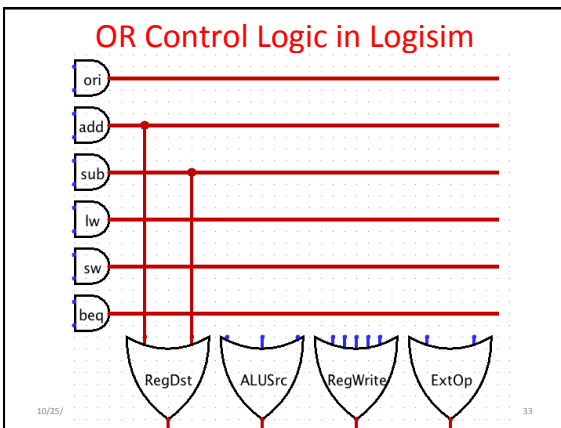 OR Control Logic in Logisim
ori
add
sub
lw
sw
beq
RegDst ALUSrc RegWrite ExtOp
10/25/ 33